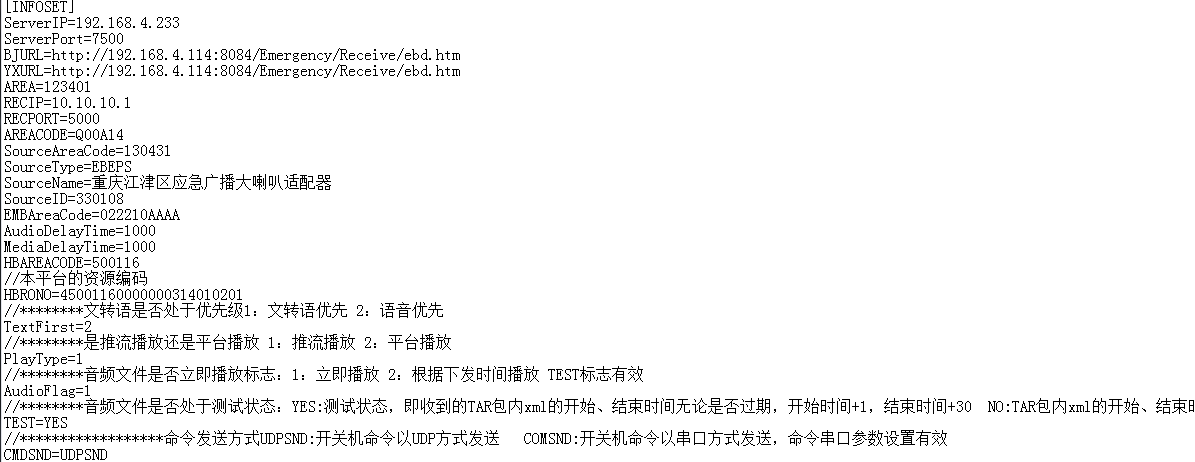 [INFOSET]
ServerIP=192.168.4.233
ServerPort=7500
BJURL=http://192.168.4.114:8084/Emergency/Receive/ebd.htm
YXURL=http://192.168.4.114:8084/Emergency/Receive/ebd.htm
AREA=123401
RECIP=10.10.10.1
RECPORT=5000
AREACODE=Q00A14
SourceAreaCode=130431
SourceType=EBEPS
SourceName=重庆江津区应急广播大喇叭适配器
SourceID=330108
EMBAreaCode=022210AAAA
AudioDelayTime=1000
MediaDelayTime=1000
HBAREACODE=500116
//本平台的资源编码
HBRONO=45001160000000314010201
//********文转语是否处于优先级1：文转语优先 2：语音优先
TextFirst=2
//********是推流播放还是平台播放 1：推流播放 2：平台播放
PlayType=1
//********音频文件是否立即播放标志：1：立即播放 2：根据下发时间播放 TEST标志有效
AudioFlag=1
//********音频文件是否处于测试状态：YES:测试状态，即收到的TAR包内xml的开始、结束时间无论是否过期，开始时间+1，结束时间+30  NO:TAR包内xml的开始、结束时
TEST=YES
//******************命令发送方式UDPSND:开关机命令以UDP方式发送   COMSND:开关机命令以串口方式发送，命令串口参数设置有效
CMDSND=UDPSND